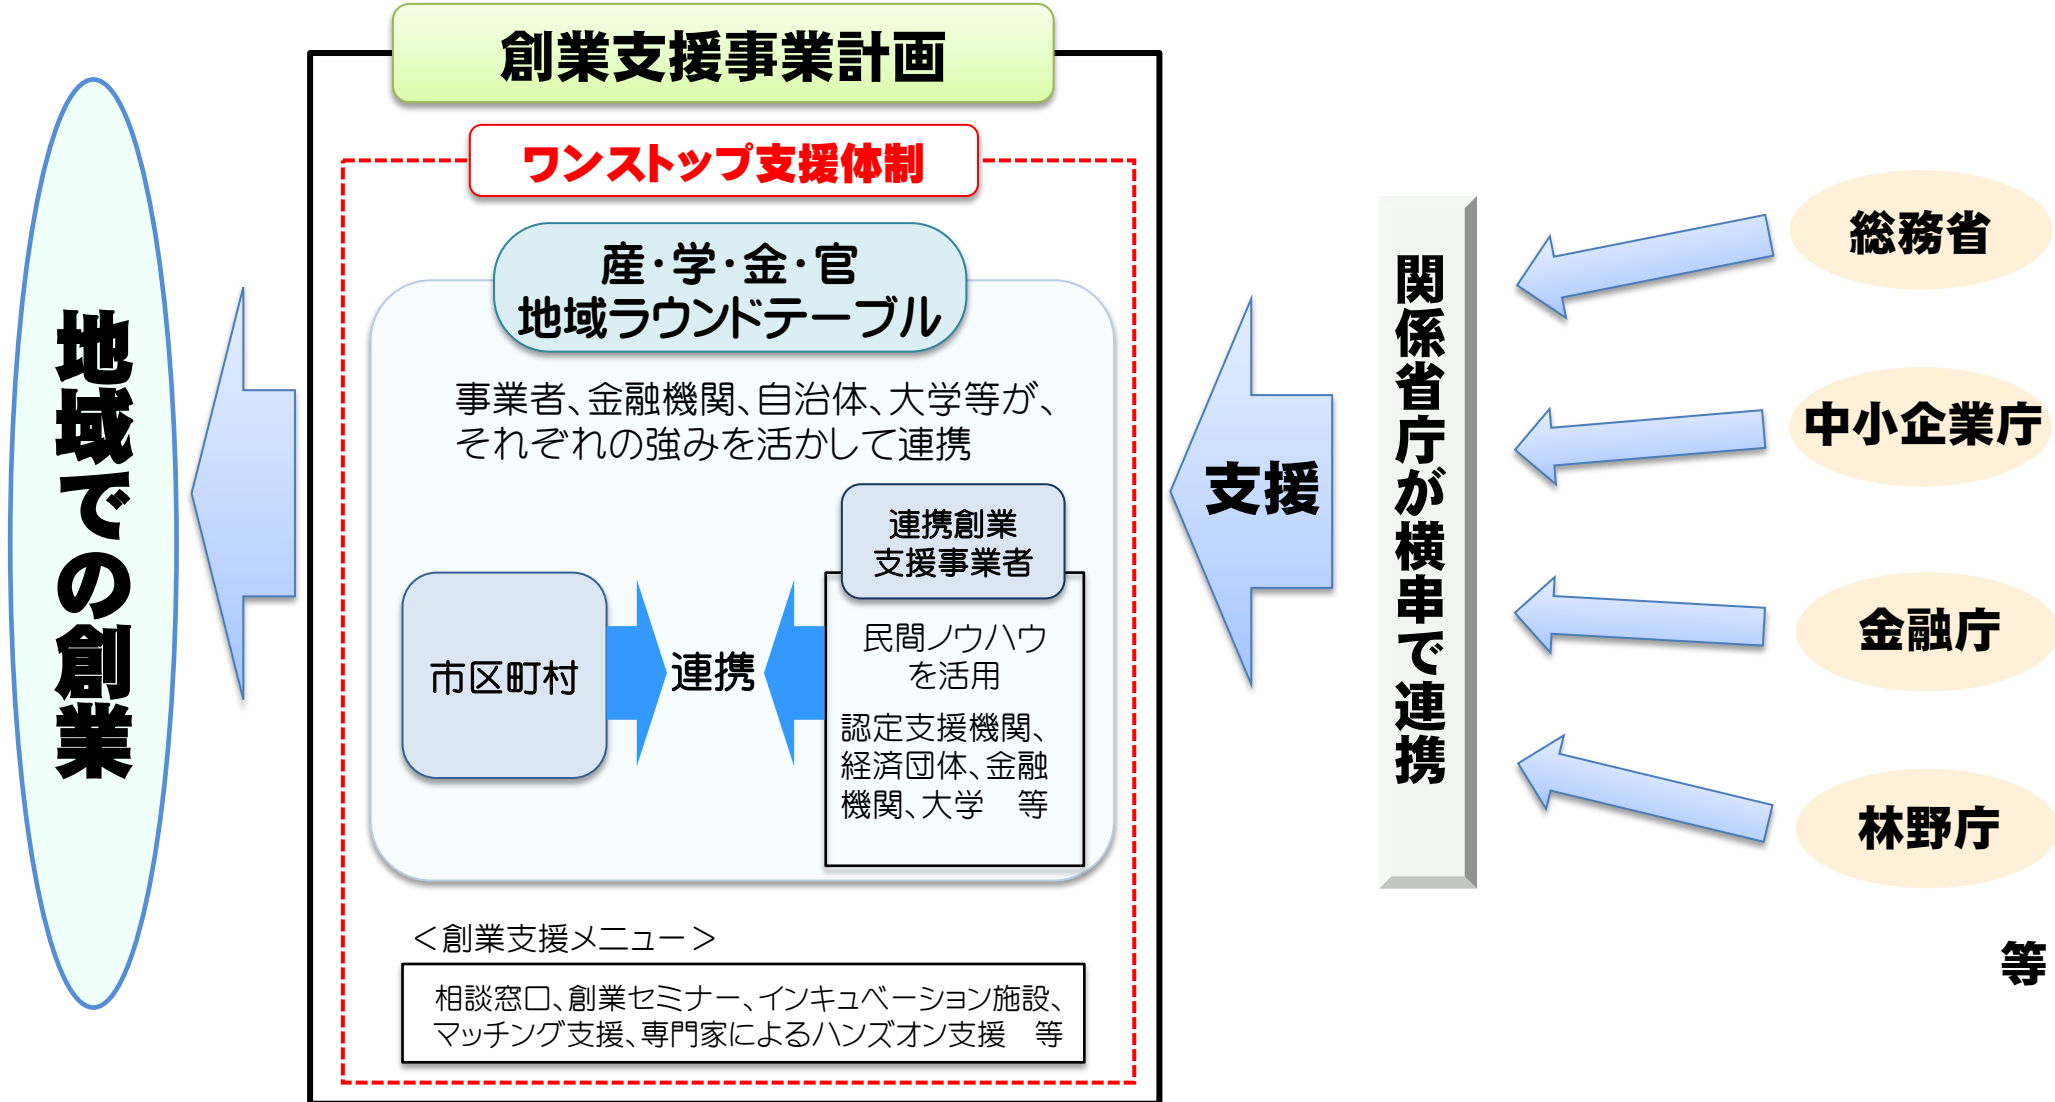 創業支援事業計画
ワンストップ支援体制
産・学・金・官
地域ラウンドテーブル
事業者、金融機関、自治体、大学等が、
それぞれの強みを活かして連携
連携創業
支援事業者
市区町村
連携
民間ノウハウ
を活用
認定支援機関、
経済団体、金融
機関、大学　等
＜創業支援メニュー＞
相談窓口、創業セミナー、インキュベーション施設、
マッチング支援、専門家によるハンズオン支援　等
地域での創業
支援
関係省庁が横串で連携
総務省
中小企業庁
金融庁
林野庁
等